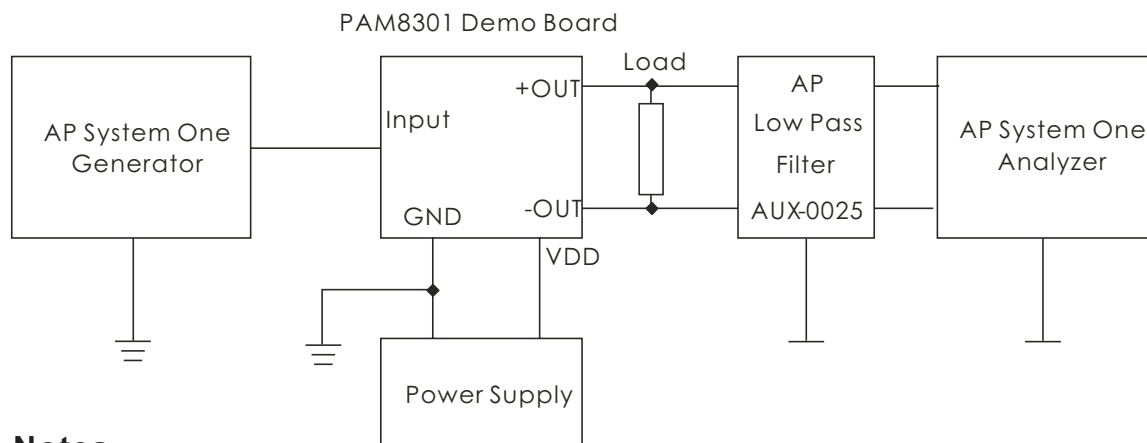 PAM8301 Demo Board
AP System One
Generator
Input
+OUT
-OUT
GND
VDD
Load
AP
Low Pass
Filter
AUX-0025
AP System One
Analyzer
Power Supply
Notes